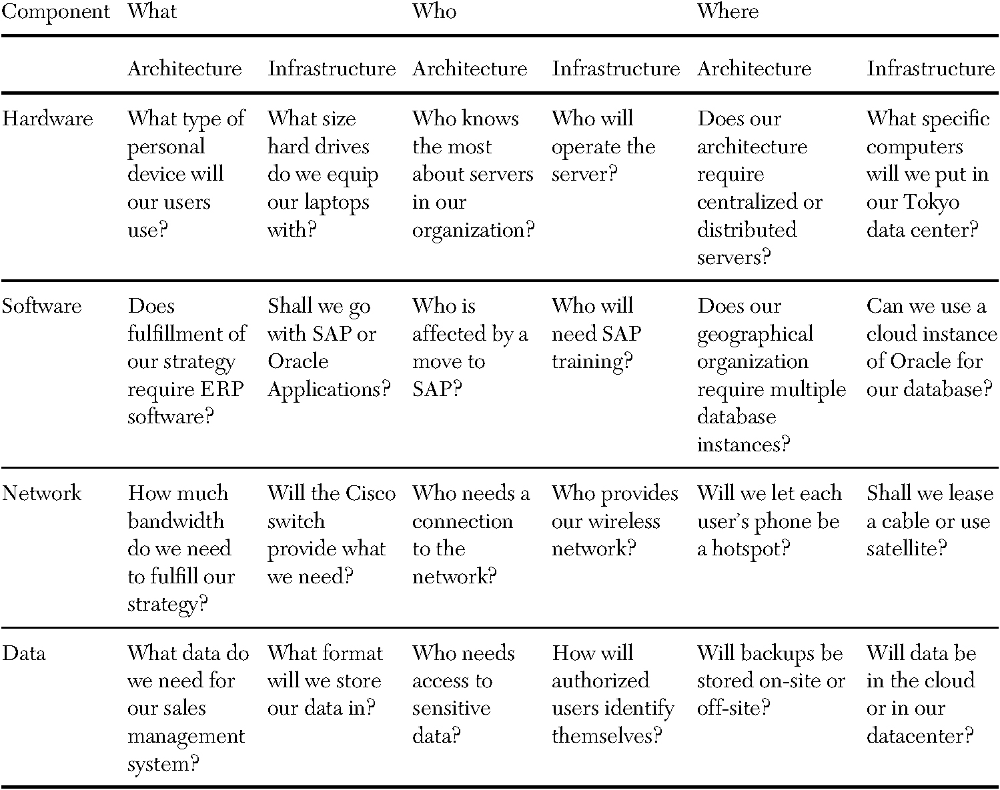 Component What Who Where
Architecture Infrastructure Architecture Infrastructure Architecture Infrastructure
Hardware What type of What size Who knows Who will Does our What specific
personal hard drives the most operate the architecture computers
device will do we equip about servers server? require will we put in
our users our laptops in our centralized or our Tokyo
use? with? organization? distributed data center?
servers?
Software Does Shall we go Who is Who will Does our Can we use a
fulfillment of with SAP or affected by a need SAP geographical cloud instance
our strategy Oracle move to training? organization of Oracle for
require ERP Applications? SAP? require multiple our database?
software? database
instances?
Network How much Will the Cisco Who needs a Who provides Will we let each Shall we lease
bandwidth switch connection our wireless user's phone be a cable or use
do we need provide what to the network? a hotspot? satellite?
to fulfill our we need? network?
strategy?
Data What data do What format Who needs How will Will backups be Will data be
we need for will we store access to authorized stored on-site or in the cloud
our sales our data in? sensitive users identify off-site? or in our
management data? themselves? datacenter?
system?